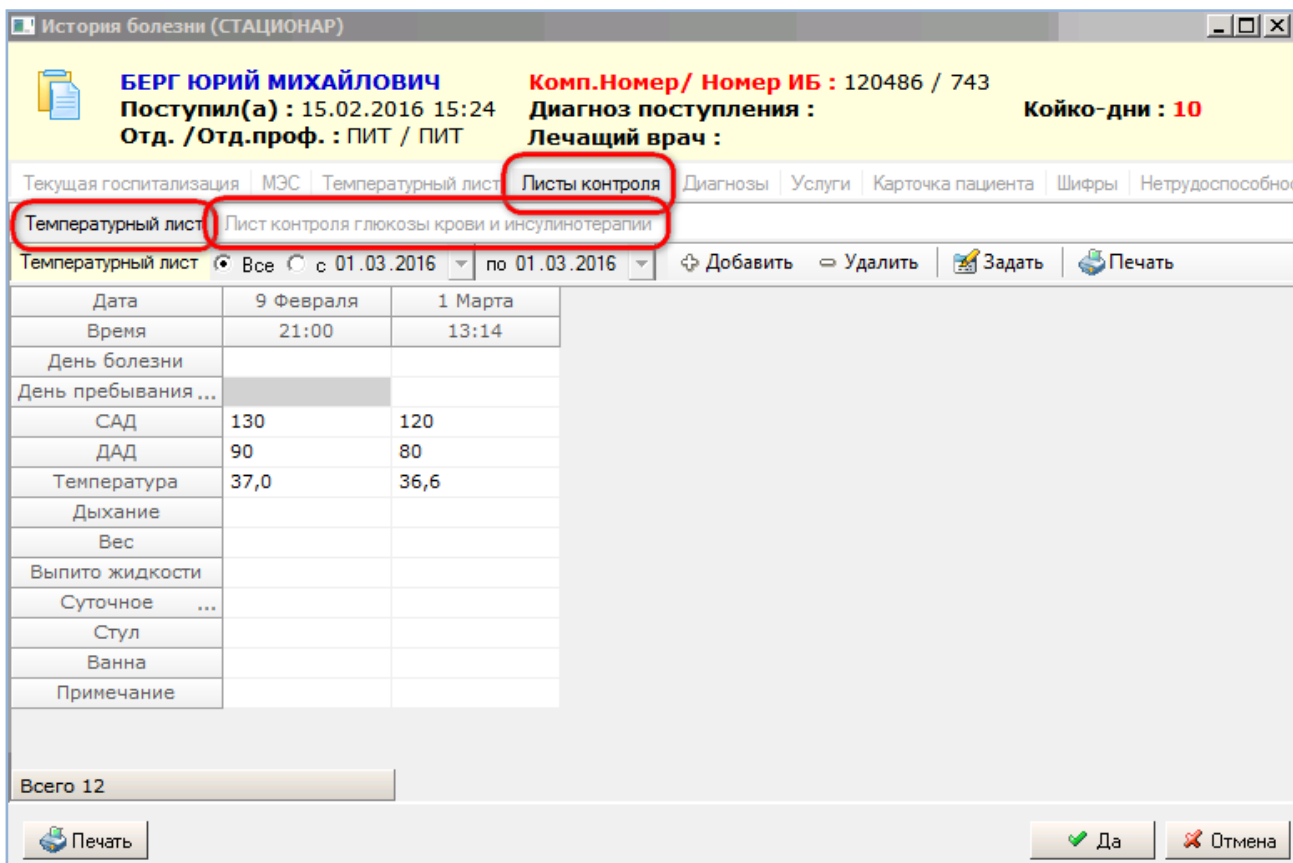 История болезни (СТАЦИОНАР)
БЕРГ ЮРИЙ МИХАЙЛОВИЧ Комп.Номер/ Номер ИБ : 120486 / 743
Поступил(а) : 15.02.2016 15:24 Диагноз поступления : Койко-дни : 10
Отд. /Отд.проф. : ПИТ / ПИТ Лечащий врач :
Текущая госпитализация МЭС Температурный лист Листы контроля Диагнозы Услуги Карточка пациента Шифры Нетрудоспособнос
Температурный лист Лист контроля глюкозы крови и инсулинотерапии
Температурный лист Все с 01.03.2016 по 01.03.2016 Добавить Удалить Задать Печать
Дата 9 Февраля 1 Марта
Время 21:00 13:14
День болезни
День пребывания ...
САД 130 120
ДАД 90 80
Температура 37,0 36,6
Дыхание
Вес
Выпито жидкости
Суточное ...
Стул
Ванна
Примечание
Всего 12
Печать Да Отмена